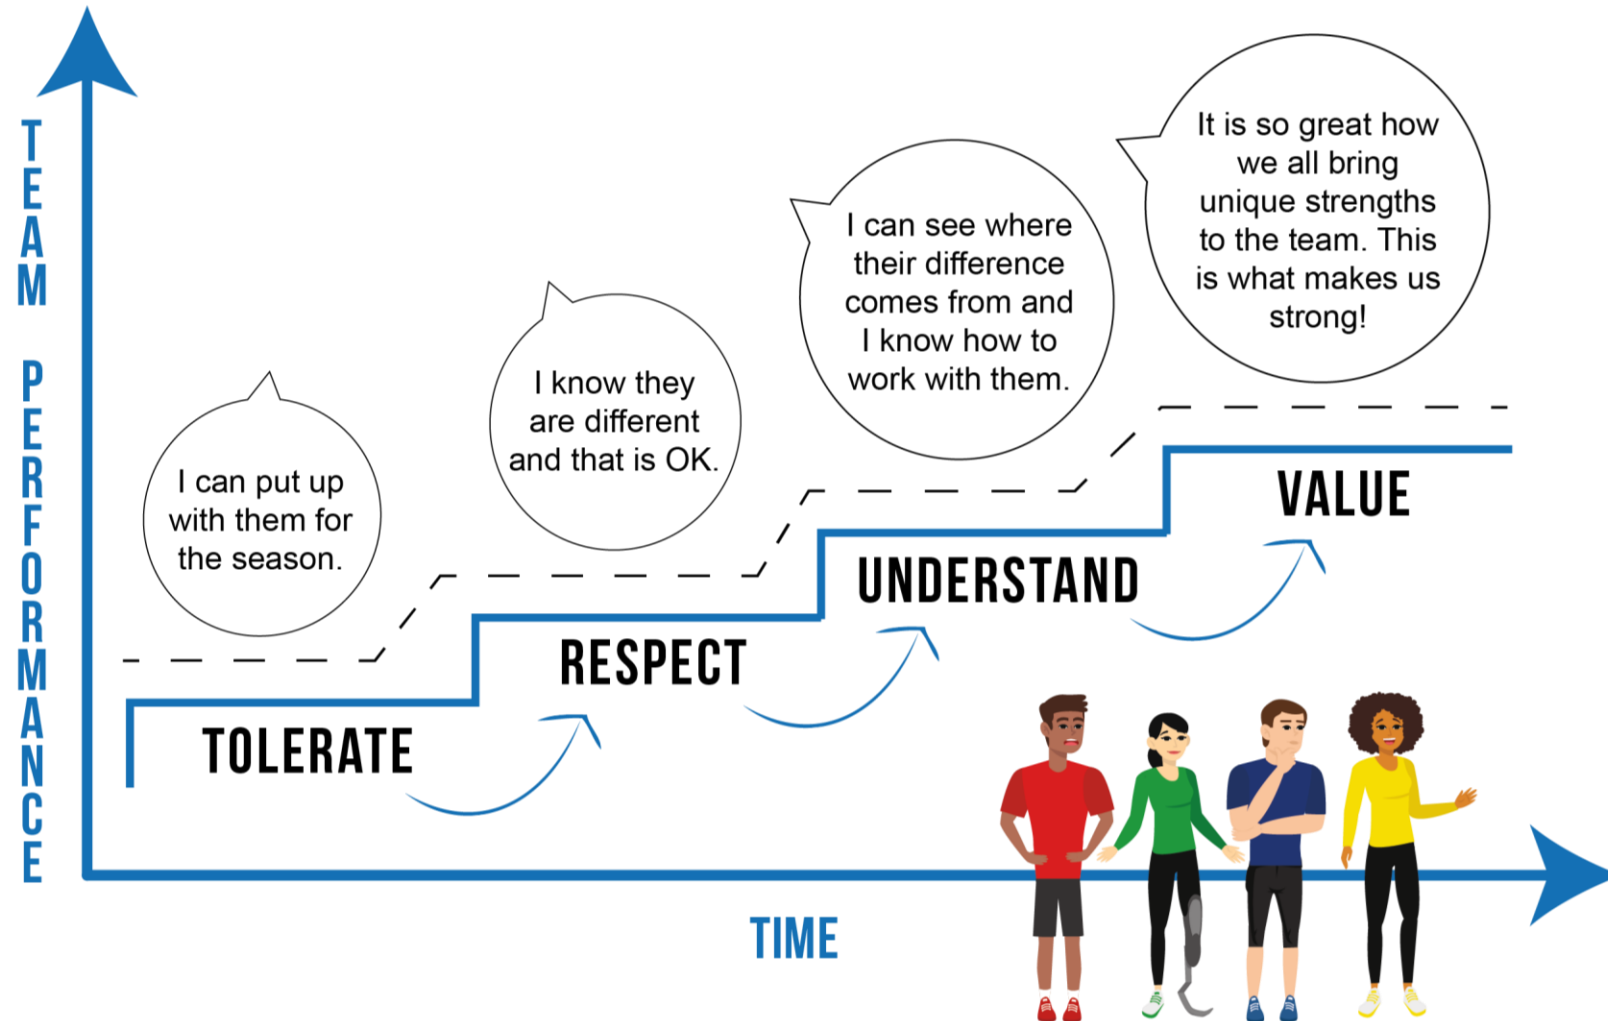 TEAM PERFORMANCE
It is so great how
we all bring
unique strengths
to the team. This
is what makes us
strong!
I can see where
their difference
comes from and
I know how to
work with them.
I know they
are different
and that is OK.
I can put up
with them for
the season.
VALUE
UNDERSTAND
RESPECT
TOLERATE
TIME